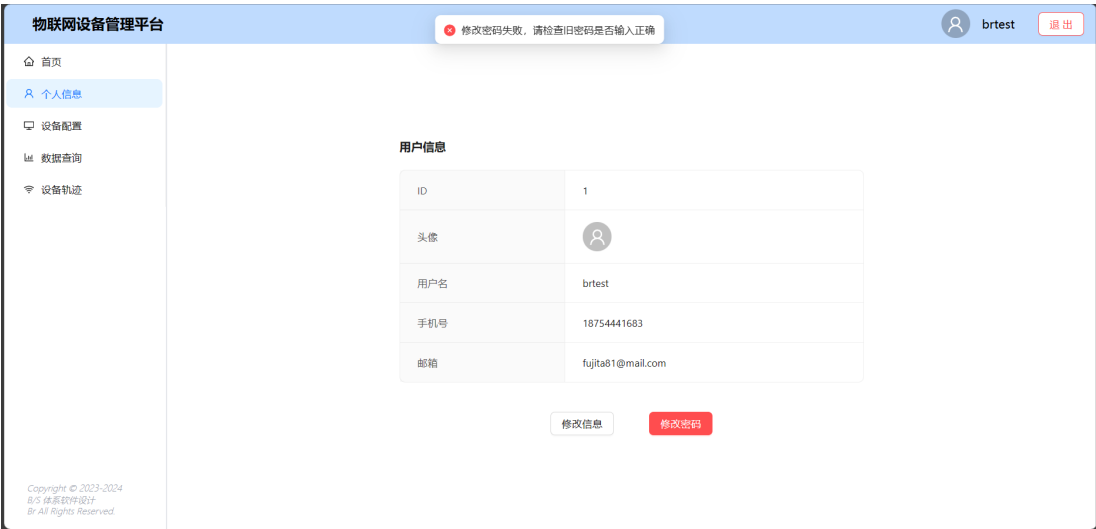 物联网设备管理平台
修改密码失败，请检查旧密码是否输入正确
brtest
退 出
首页
个人信息
设备配置
数据查询
设备轨迹
用户信息
ID 1
头像
用户名 brtest
手机号 18754441683
邮箱 fujita81@mail.com
修改信息 修改密码
Copyright © 2023-2024
B/S 体系软件设计
Br All Rights Reserved.